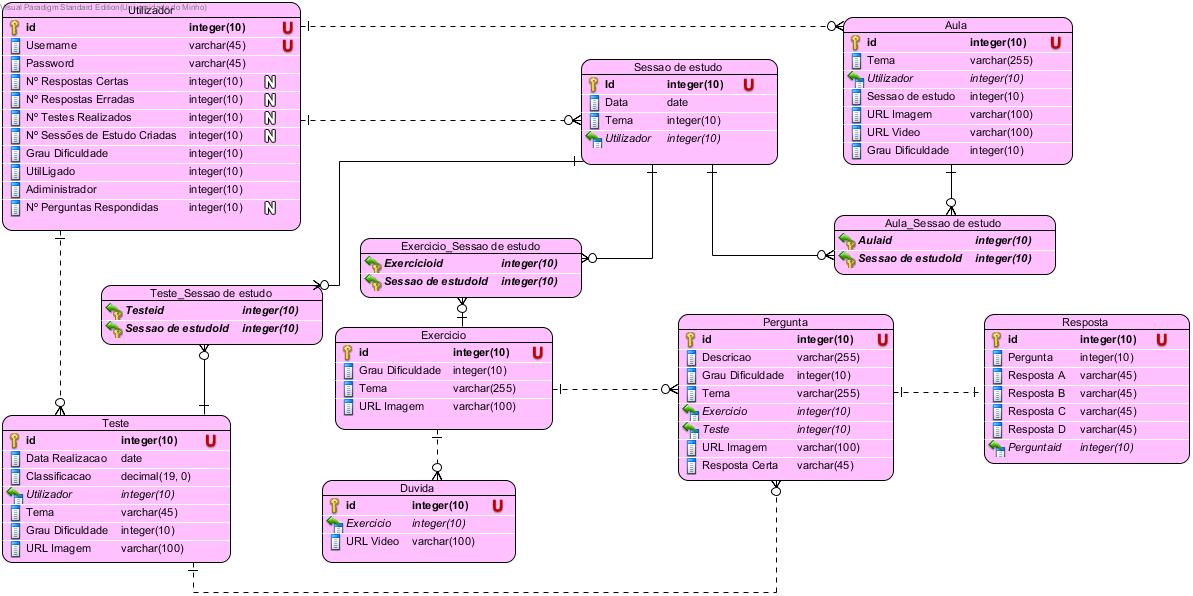 Utilizador
id integer(10) U
Username varchar(45) U
Password varchar(45)
Nº Respostas Certas integer(10) N
Nº Respostas Erradas integer(10) N
Nº Testes Realizados integer(10) N
Nº Sessões de Estudo Criadas integer(10) N
Grau Dificuldade integer(10)
UtilLigado integer(10)
Adiministrador integer(10)
Nº Perguntas Respondidas integer(10) N
Sessao de estudo
Id integer(10) U
Data date
Tema integer(10)
Utilizador integer(10)
Aula
id integer(10) U
Tema varchar(255)
Utilizador integer(10)
Sessao de estudo integer(10)
URL Imagem varchar(100)
URL Video varchar(100)
Grau Dificuldade integer(10)
Aula_Sessao de estudo
Aulaid integer(10)
Sessao de estudoId integer(10)
Exercicio_Sessao de estudo
Exercicioid integer(10)
Sessao de estudoId integer(10)
Teste_Sessao de estudo
Testeid integer(10)
Sessao de estudoId integer(10)
Exercicio
id integer(10) U
Grau Dificuldade integer(10)
Tema varchar(255)
URL Imagem varchar(100)
Pergunta
id integer(10) U
Descricao varchar(255)
Grau Dificuldade integer(10)
Tema varchar(255)
Exercicio integer(10)
Teste integer(10)
URL Imagem varchar(100)
Resposta Certa varchar(45)
Resposta
id integer(10) U
Pergunta integer(10)
Resposta A varchar(45)
Resposta B varchar(45)
Resposta C varchar(45)
Resposta D varchar(45)
Perguntaid integer(10)
Teste
id integer(10) U
Data Realizacao date
Classificacao decimal(19, 0)
Utilizador integer(10)
Tema varchar(45)
Grau Dificuldade integer(10)
URL Imagem varchar(100)
Duvida
id integer(10) U
Exercicio integer(10)
URL Video varchar(100)